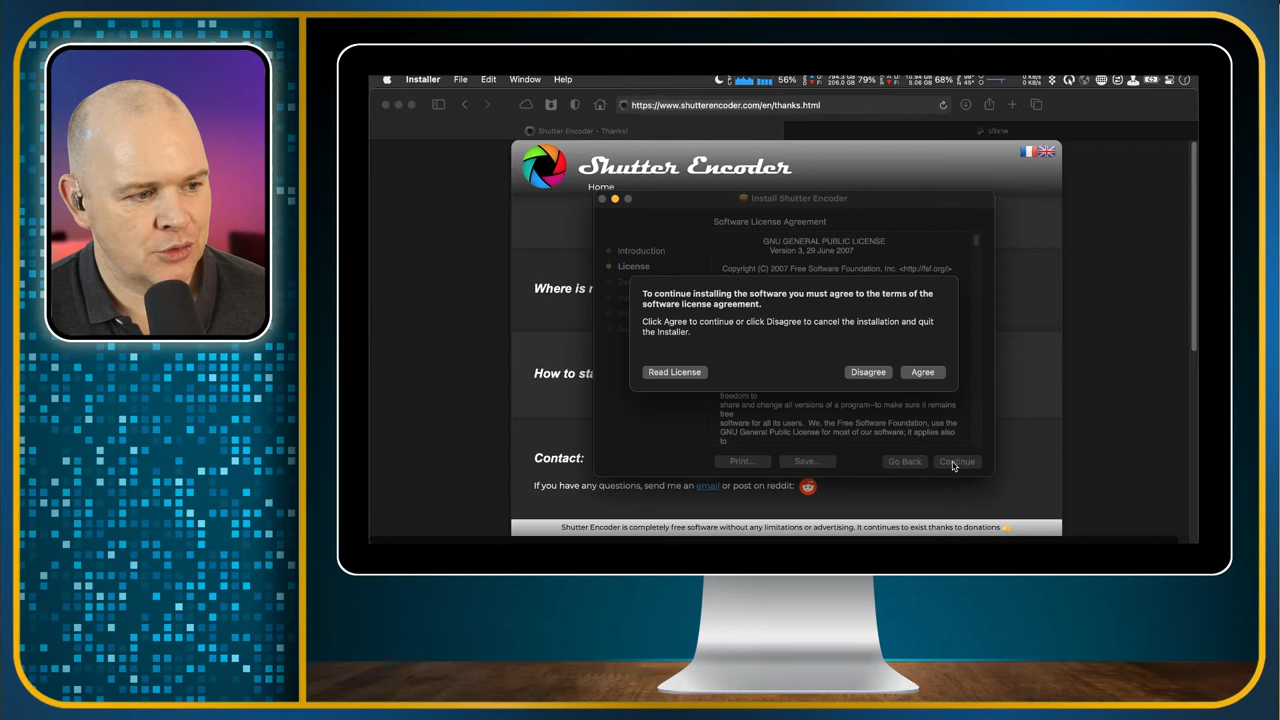 Installer File Edit Window Help
56% 79% 68%
https://www.shutterencoder.com/en/thanks.html
Shutter Encoder - Thanks!
บริจาค
Shutter Encoder
Home
Install Shutter Encoder
Software License Agreement
Introduction
License
GNU GENERAL PUBLIC LICENSE
Version 3, 29 June 2007
Copyright (C) 2007 Free Software Foundation, Inc. <http://fsf.org/>
Where is
To continue installing the software you must agree to the terms of the
software license agreement.
Click Agree to continue or click Disagree to cancel the installation and quit
the Installer.
Read License Disagree Agree
How to sta
freedom to
share and change all versions of a program--to make sure it remains
free
software for all its users. We, the Free Software Foundation, use the
GNU General Public License for most of our software; it applies also
to
Print... Save... Go Back Continue
Contact:
If you have any questions, send me an email or post on reddit:
Shutter Encoder is completely free software without any limitations or advertising. It continues to exist thanks to donations